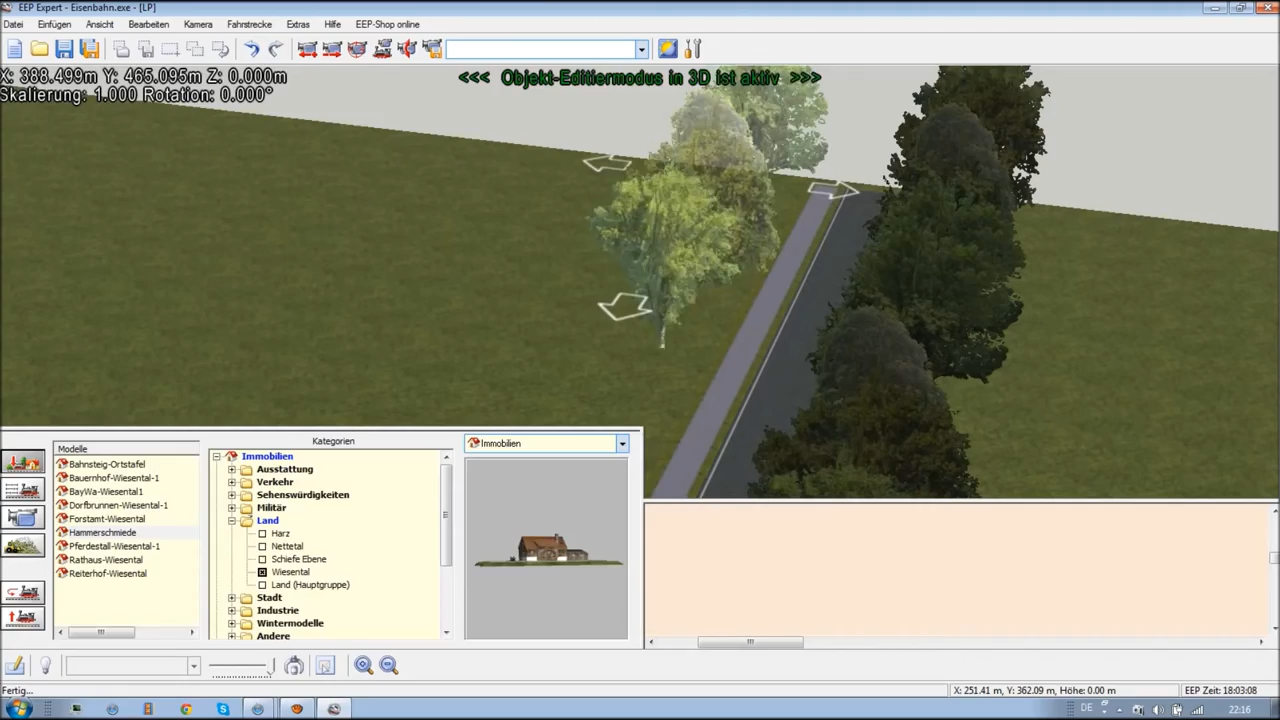 EEP Expert - Eisenbahn.exe - [LP]
Datei Einfügen Ansicht Bearbeiten Kamera Fahrstrecke Extras Hilfe EEP-Shop online
X: 388.499m Y: 465.095m Z: 0.000m
<<< Objekt-Editiermodus in 3D ist aktiv >>>
Skalierung: 1.000 Rotation: 0.000°
Modelle
Bahnsteig-Ortstafel
Bauernhof-Wiesental-1
BayWa-Wiesental1
Dorfbrunnen-Wiesental-1
Forstamt-Wiesental
Hammerschmiede
Pferdestall-Wiesental-1
Rathaus-Wiesental
Reiterhof-Wiesental
Kategorien
Immobilien
Ausstattung
Verkehr
Sehenswürdigkeiten
Militär
Land
Harz
Nettetal
Schiefe Ebene
Wiesental
Land (Hauptgruppe)
Stadt
Industrie
Wintermodelle
Andere
Immobilien
Fertig...
X: 251.41 m, Y: 362.09 m, Höhe: 0.00 m
EEP Zeit: 18:03:08
DE
22:16